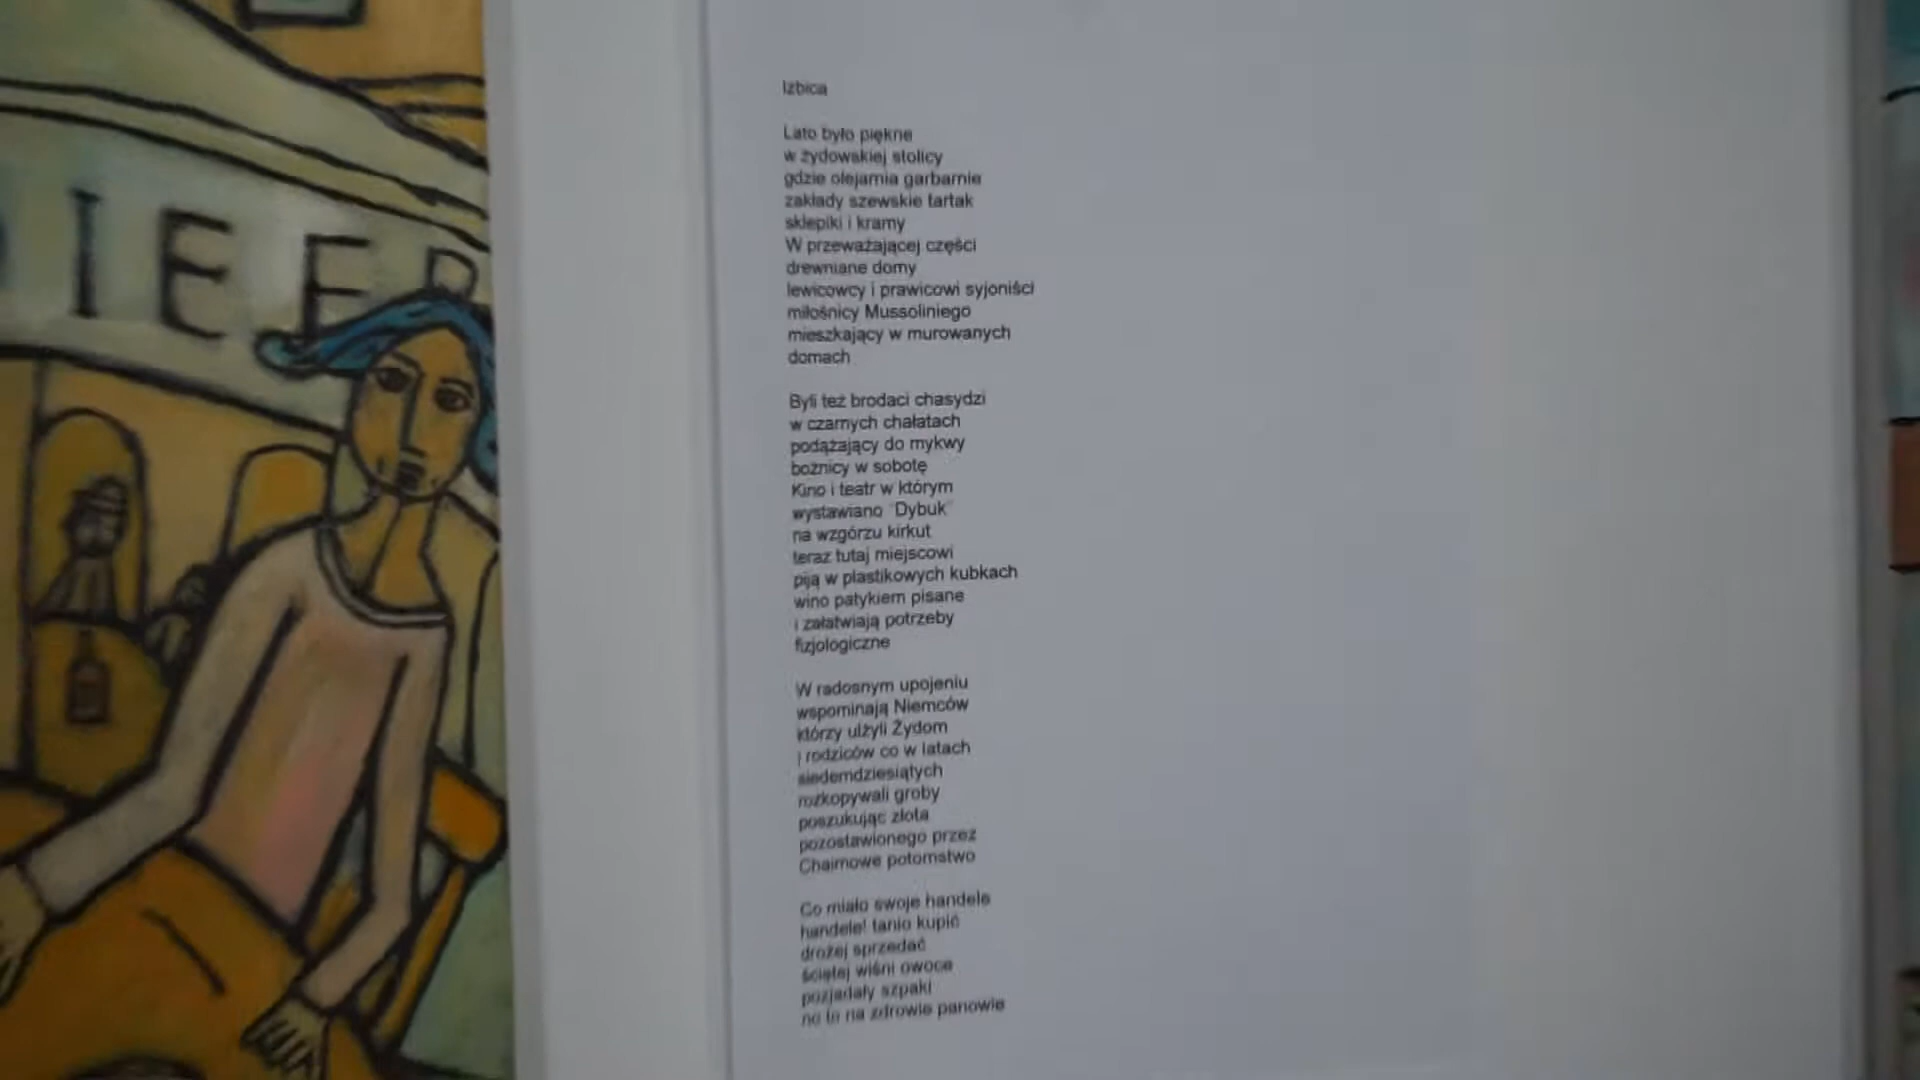 IEER
Izbica
Lato było piękne
w żydowskiej stolicy
gdzie olejarnia garbarnie
zakłady szewskie tartak
sklepiki i kramy
W przeważającej części
drewniane domy
lewicowcy i prawicowi syjoniści
miłośnicy Mussoliniego
mieszkający w murowanych
domach
Byli też brodaci chasydzi
w czarnych chałatach
podążający do mykwy
bożnicy w sobotę
Kino i teatr w którym
wystawiano "Dybuk"
na wzgórzu kirkut
teraz tutaj miejscowi
piją w plastikowych kubkach
wino patykiem pisane
i załatwiają potrzeby
fizjologiczne
W radosnym upojeniu
wspominają Niemców
którzy ulżyli Żydom
i rodziców co w latach
siedemdziesiątych
rozkopywali groby
poszukując złota
pozostawionego przez
Chaimowe potomstwo
Co miało swoje handele
handele! tanio kupić
drożej sprzedać
ściętej wiśni owoce
pozjadały szpaki
no to na zdrowie panowie